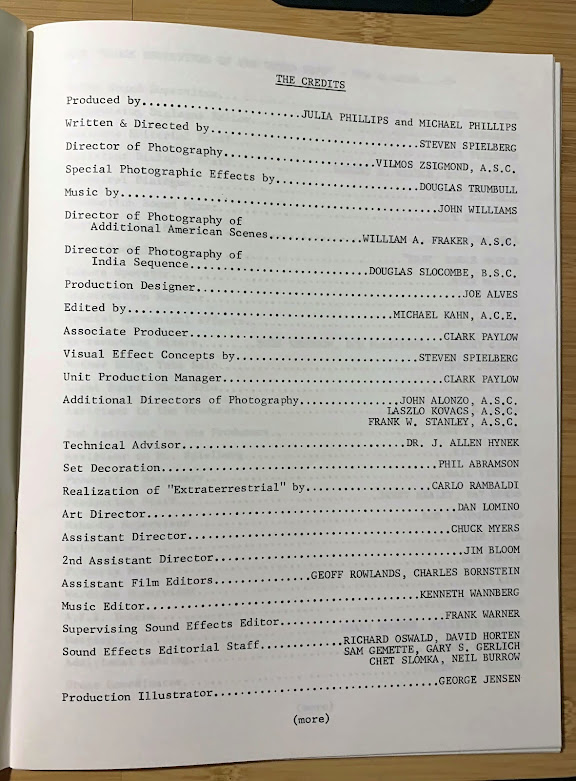 THE CREDITS
Produced by........................JULIA PHILLIPS and MICHAEL PHILLIPS
Written & Directed by................................STEVEN SPIELBERG
Director of Photography.......................VILMOS ZSIGMOND, A.S.C.
Special Photographic Effects by......................DOUGLAS TRUMBULL
Music by................................................JOHN WILLIAMS
Director of Photography of
Additional American Scenes..............WILLIAM A. FRAKER, A.S.C.
Director of Photography of
India Sequence...........................DOUGLAS SLOCOMBE, B.S.C.
Production Designer.........................................JOE ALVES
Edited by........................................MICHAEL KAHN, A.C.E.
Associate Producer.......................................CLARK PAYLOW
Visual Effect Concepts by............................STEVEN SPIELBERG
Unit Production Manager..................................CLARK PAYLOW
Additional Directors of Photography...............JOHN ALONZO, A.S.C.
LASZLO KOVACS, A.S.C.
FRANK W. STANLEY, A.S.C.
Technical Advisor...................................DR. J. ALLEN HYNEK
Set Decoration...........................................PHIL ABRAMSON
Realization of "Extraterrestrial" by....................CARLO RAMBALDI
Art Director................................................DAN LOMINO
Assistant Director.........................................CHUCK MYERS
2nd Assistant Director.......................................JIM BLOOM
Assistant Film Editors...............GEOFF ROWLANDS, CHARLES BORNSTEIN
Music Editor..........................................KENNETH WANNBERG
Supervising Sound Effects Editor..........................FRANK WARNER
Sound Effects Editorial Staff.............RICHARD OSWALD, DAVID HORTEN
SAM GEMETTE, GARY S. GERLICH
CHET SLOMKA, NEIL BURROW
Production Illustrator...................................GEORGE JENSEN
(more)